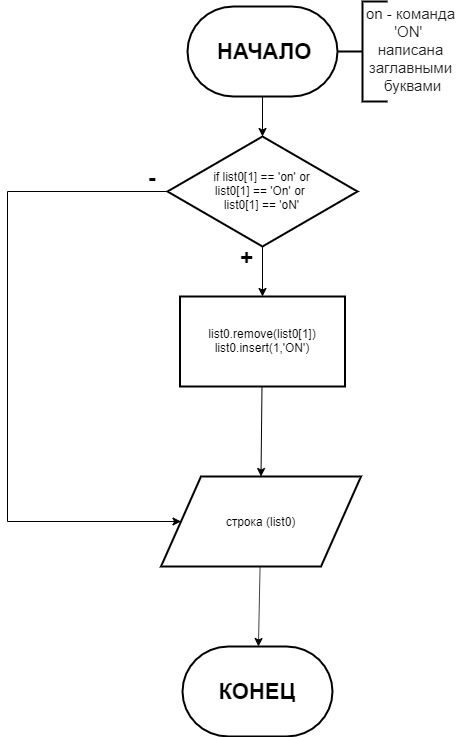 НАЧАЛО
on - команда
'ON'
написана
заглавными
буквами
-
if list0[1] == 'on' or
list0[1] == 'On' or
list0[1] == 'oN'
+
list0.remove(list0[1])
list0.insert(1,'ON')
строка (list0)
КОНЕЦ